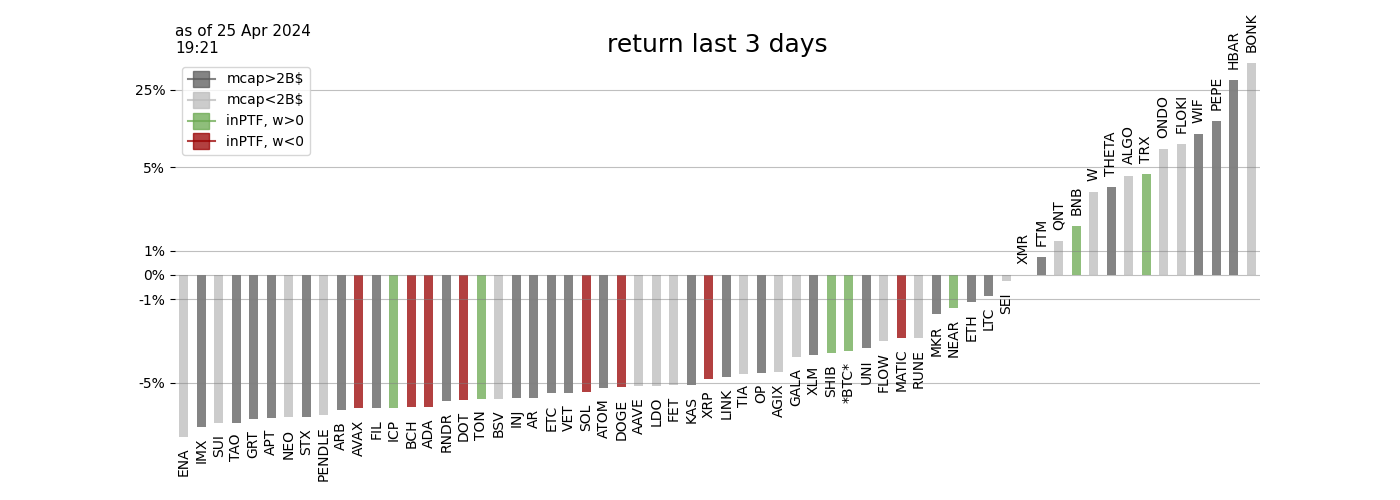 as of 25 Apr 2024
19:21
return last 3 days
mcap>2B$
mcap<2B$
inPTF, w>0
inPTF, w<0
25%
5%
1%
0%
-1%
-5%
ENA
IMX
SUI
TAO
GRT
APT
NEO
STX
PENDLE
ARB
AVAX
FIL
ICP
BCH
ADA
RNDR
DOT
TON
BSV
INJ
AR
ETC
VET
SOL
ATOM
DOGE
AAVE
LDO
FET
KAS
XRP
LINK
TIA
OP
AGIX
GALA
XLM
SHIB
*BTC*
UNI
FLOW
MATIC
RUNE
MKR
NEAR
ETH
LTC
SEI
XMR
FTM
QNT
BNB
W
THETA
ALGO
TRX
ONDO
FLOKI
WIF
PEPE
HBAR
BONK